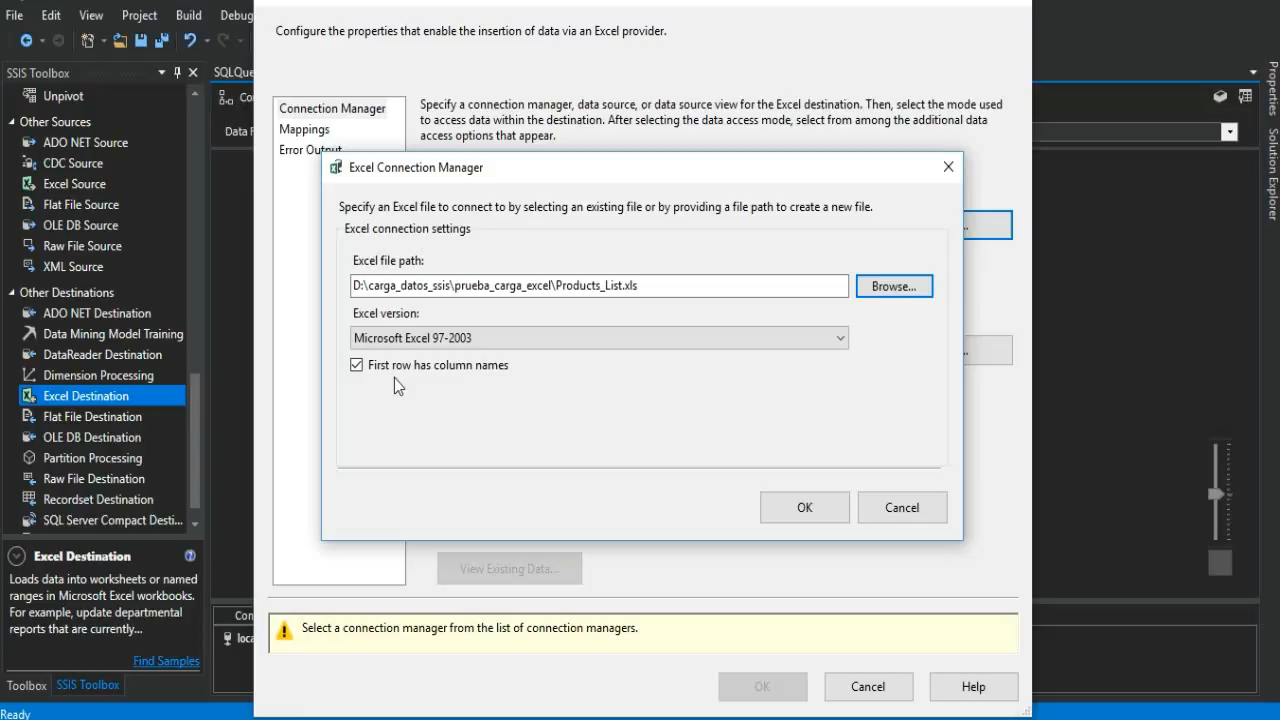 File Edit View Project Build Debug
SSIS Toolbox
Unpivot
Other Sources
ADO NET Source
CDC Source
Excel Source
Flat File Source
OLE DB Source
Raw File Source
XML Source
Other Destinations
ADO NET Destination
Data Mining Model Training
DataReader Destination
Dimension Processing
Excel Destination
Flat File Destination
OLE DB Destination
Partition Processing
Raw File Destination
Recordset Destination
SQL Server Compact Desti...
Excel Destination
Loads data into worksheets or named
ranges in Microsoft Excel workbooks.
For example, update departmental
reports that are currently...
Find Samples
Toolbox SSIS Toolbox
Ready
SQLQue
Co
Data F
Con
loca
Configure the properties that enable the insertion of data via an Excel provider.
Connection Manager
Mappings
Error Output
Specify a connection manager, data source, or data source view for the Excel destination. Then, select the mode used
to access data within the destination. After selecting the data access mode, select from among the additional data
access options that appear.
Excel Connection Manager
Specify an Excel file to connect to by selecting an existing file or by providing a file path to create a new file.
Excel connection settings
Excel file path:
D:\carga_datos_ssis\prueba_carga_excel\Products_List.xls
Browse...
Excel version:
Microsoft Excel 97-2003
First row has column names
OK Cancel
View Existing Data...
Select a connection manager from the list of connection managers.
OK Cancel Help
Properties
Solution Explorer